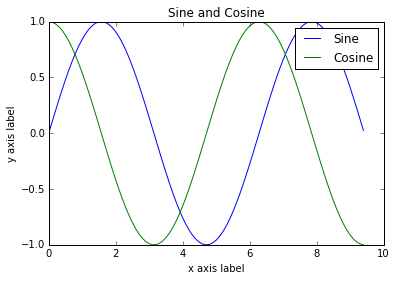 Sine and Cosine
Sine
Cosine
1.0
0.5
0.0
−0.5
−1.0
y axis label
0
2
4
6
8
10
x axis label